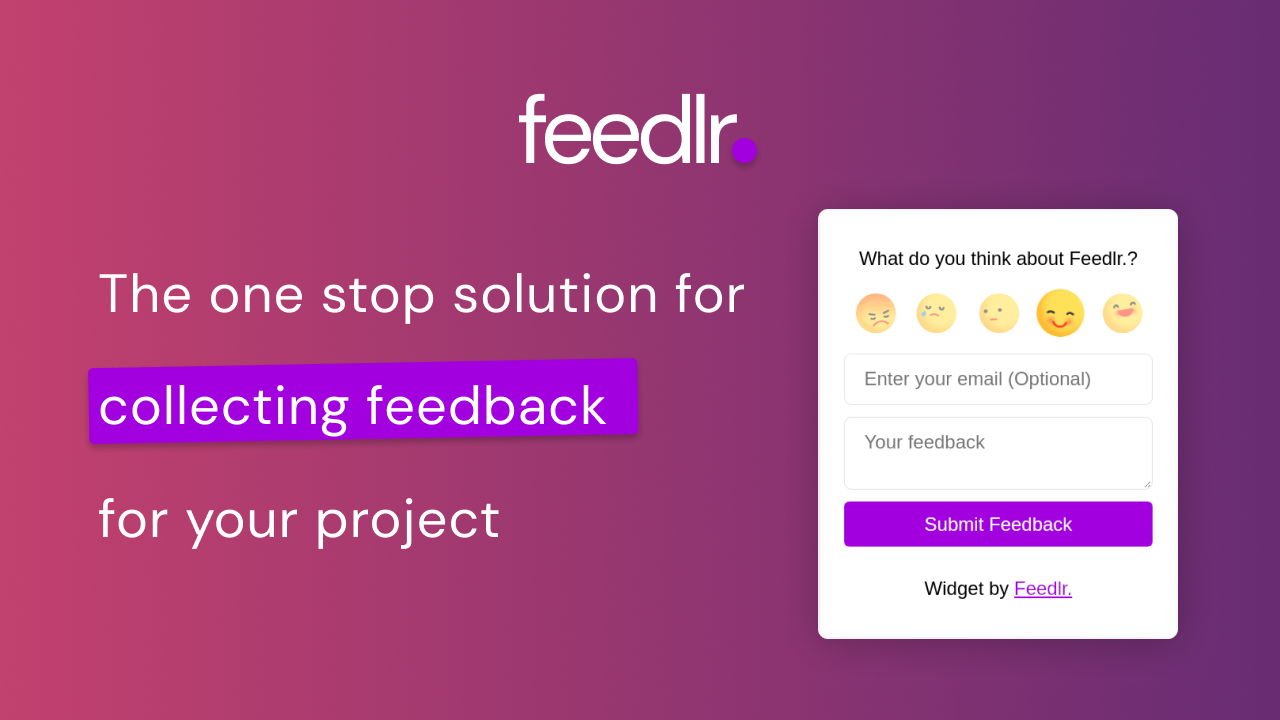 feedlr.
The one stop solution for
collecting feedback
for your project
What do you think about Feedlr.?
Enter your email (Optional)
Your feedback
Submit Feedback
Widget by Feedlr.